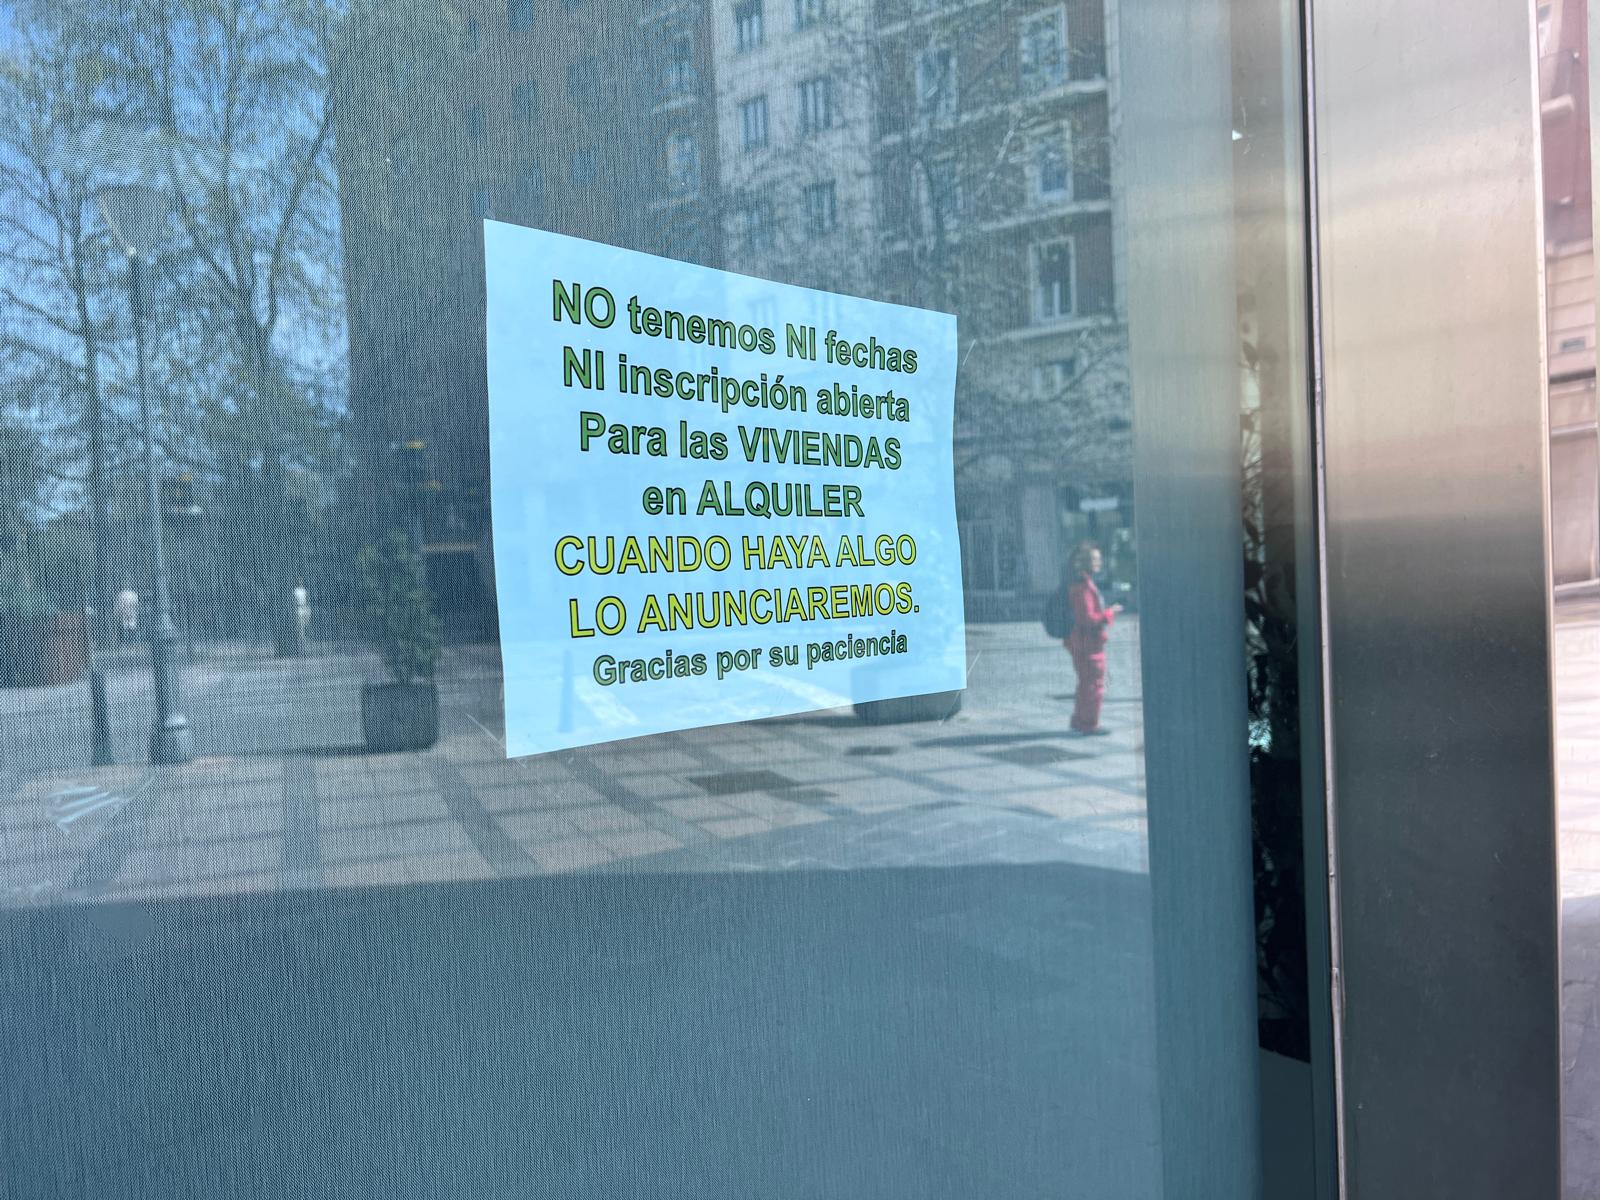 NO tenemos NI fechas
NI inscripción abierta
Para las VIVIENDAS
en ALQUILER
CUANDO HAYA ALGO
LO ANUNCIAREMOS.
Gracias por su paciencia